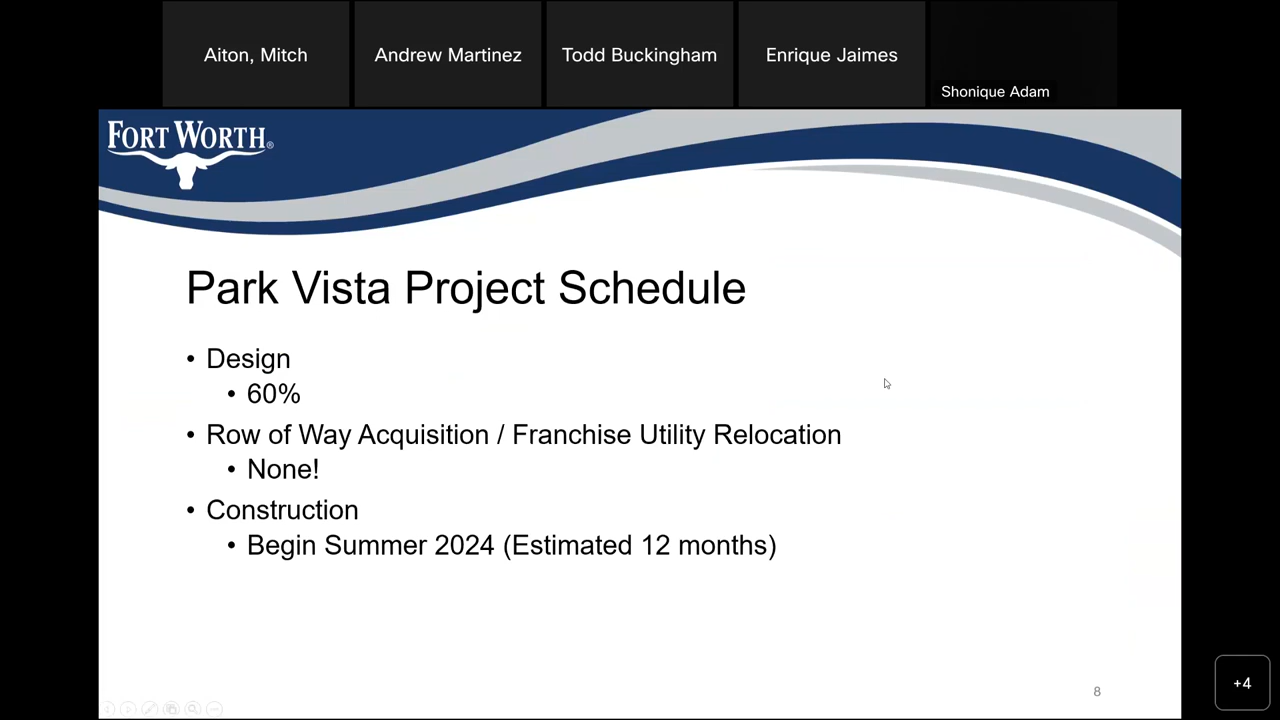 Aiton, Mitch
Andrew Martinez
Todd Buckingham
Enrique Jaimes
Shonique Adam
FORT WORTH®
Park Vista Project Schedule
• Design
• 60%
• Row of Way Acquisition / Franchise Utility Relocation
• None!
• Construction
• Begin Summer 2024 (Estimated 12 months)
8
+4